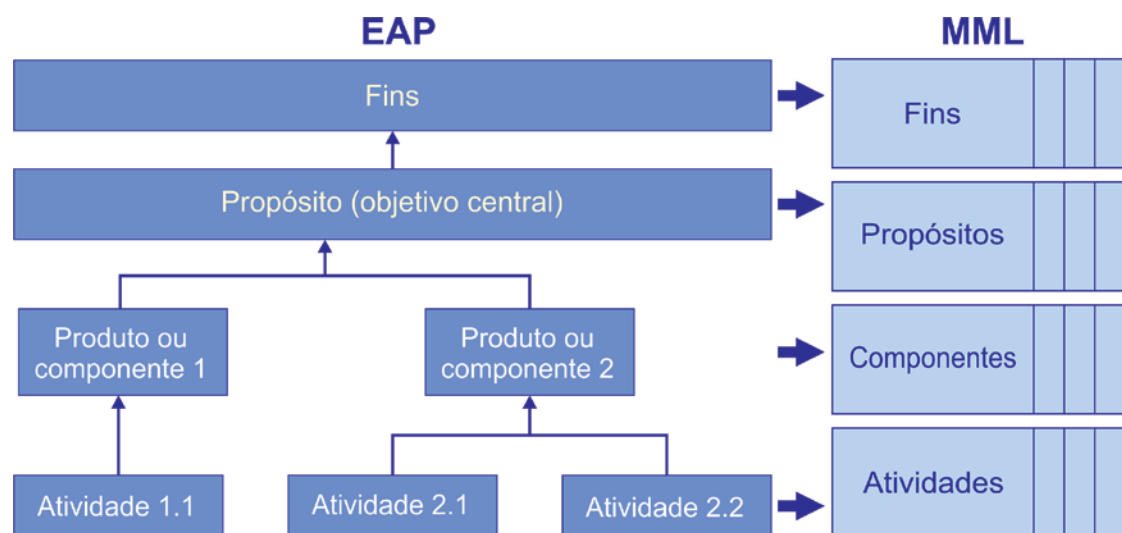 EAP
MML
Fins
Fins
Propósito (objetivo central)
Propósitos
Produto ou
componente 1
Produto ou
componente 2
Componentes
Atividade 1.1
Atividade 2.1
Atividade 2.2
Atividades